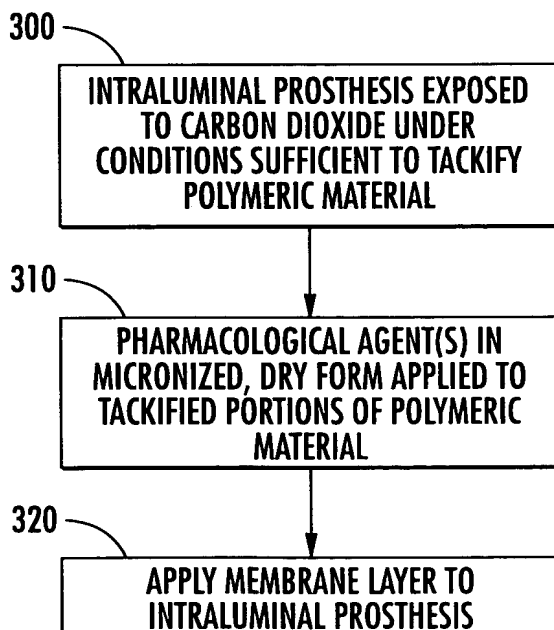 300
INTRALUMINAL PROSTHESIS EXPOSED
TO CARBON DIOXIDE UNDER
CONDITIONS SUFFICIENT TO TACKIFY
POLYMERIC MATERIAL
310
PHARMACOLOGICAL AGENT(S) IN
MICRONIZED, DRY FORM APPLIED TO
TACKIFIED PORTIONS OF POLYMERIC
MATERIAL
320
APPLY MEMBRANE LAYER TO
INTRALUMINAL PROSTHESIS